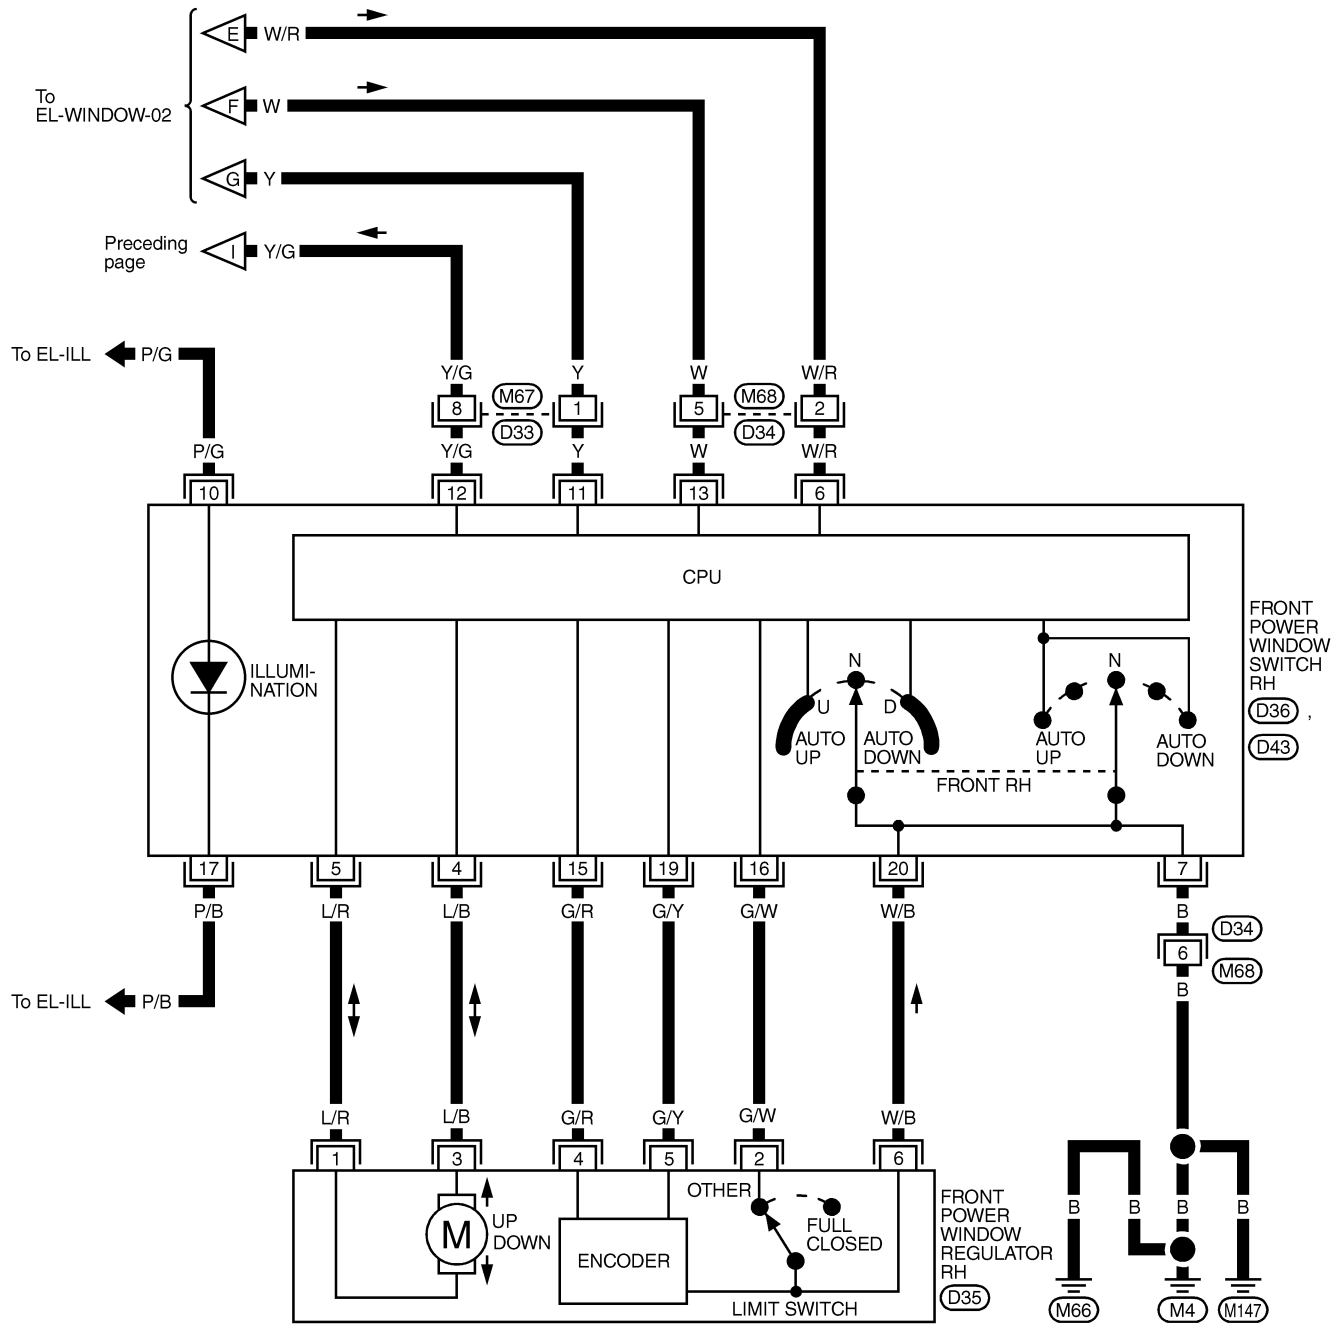 E W/R
To
EL-WINDOW-02
F W
G Y
Preceding
page
I Y/G
To EL-ILL P/G
Y/G Y W W/R
M67 M68
8 1 5 2
D33 D34
P/G Y/G Y W W/R
10 12 11 13 6
CPU
FRONT
POWER
WINDOW
SWITCH
RH
D36 ,
D43
ILLUMI-
NATION
N N
U D
AUTO
UP
AUTO
DOWN
AUTO
UP
AUTO
DOWN
FRONT RH
17 5 4 15 19 16 20 7
P/B L/R L/B G/R G/Y G/W W/B B
D34
6
M68
B
To EL-ILL P/B
L/R L/B G/R G/Y G/W W/B
1 3 4 5 2 6
OTHER
M
UP
DOWN
FULL
CLOSED
ENCODER
LIMIT SWITCH
FRONT
POWER
WINDOW
REGULATOR
RH
D35
B B B B
M66 M4 M147